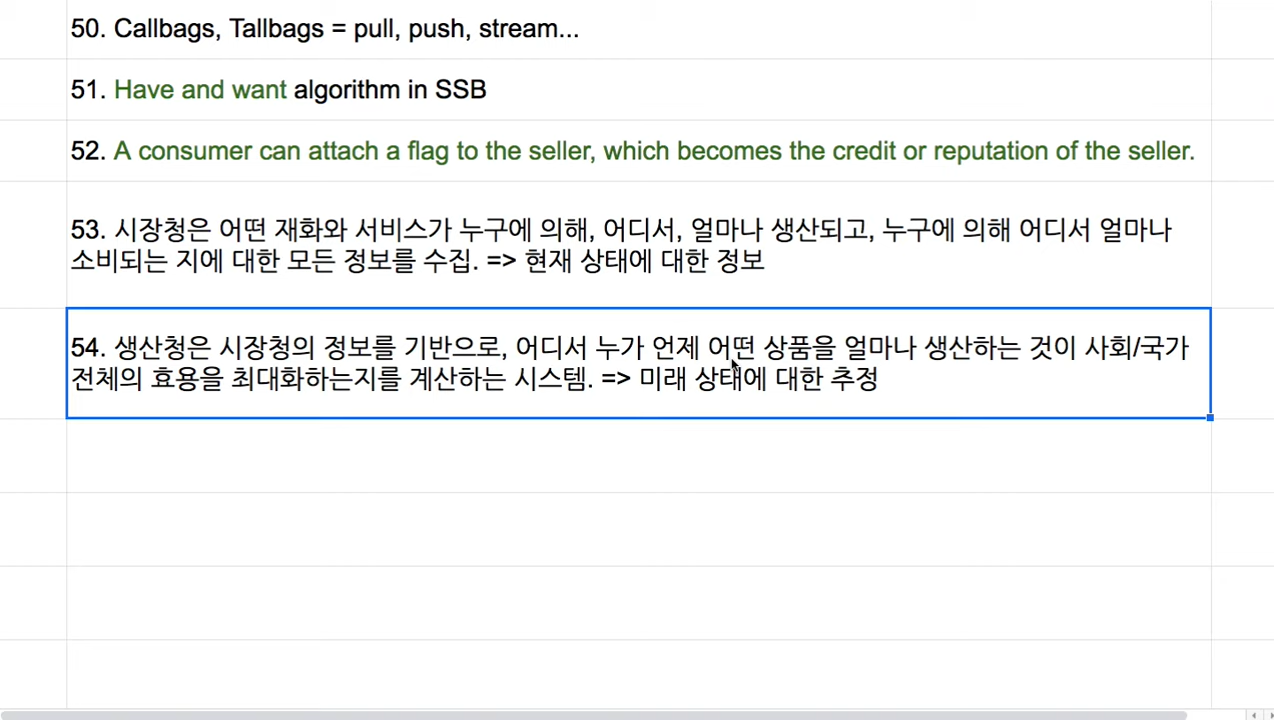 50. Callbags, Tallbags = pull, push, stream...
51. Have and want algorithm in SSB
52. A consumer can attach a flag to the seller, which becomes the credit or reputation of the seller.
53. 시장청은 어떤 재화와 서비스가 누구에 의해, 어디서, 얼마나 생산되고, 누구에 의해 어디서 얼마나
소비되는 지에 대한 모든 정보를 수집. => 현재 상태에 대한 정보
54. 생산청은 시장청의 정보를 기반으로, 어디서 누가 언제 어떤 상품을 얼마나 생산하는 것이 사회/국가
전체의 효용을 최대화하는지를 계산하는 시스템. => 미래 상태에 대한 추정